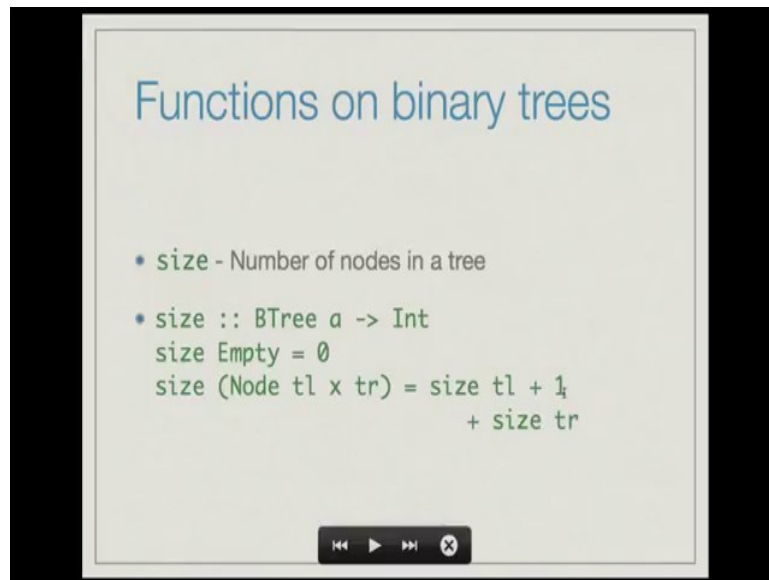 Functions on binary trees
• size - Number of nodes in a tree
• size :: BTree a -> Int
size Empty = 0
size (Node tl x tr) = size tl + 1
+ size tr